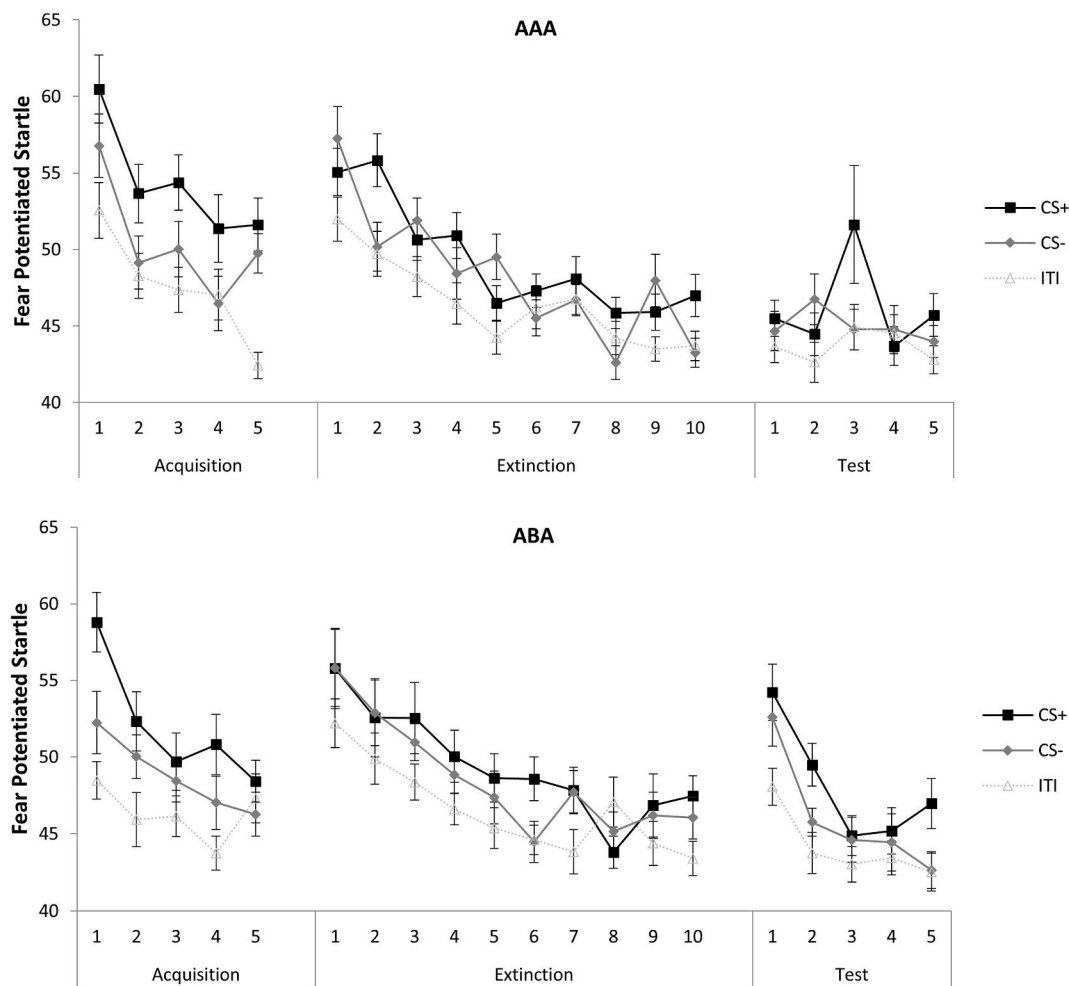 AAA
Fear Potentiated Startle
65
60
55
50
45
40
1 2 3 4 5 1 2 3 4 5 6 7 8 9 10 1 2 3 4 5
Acquisition Extinction Test
CS+
CS-
ITI
ABA
Fear Potentiated Startle
65
60
55
50
45
40
1 2 3 4 5 1 2 3 4 5 6 7 8 9 10 1 2 3 4 5
Acquisition Extinction Test
CS+
CS-
ITI